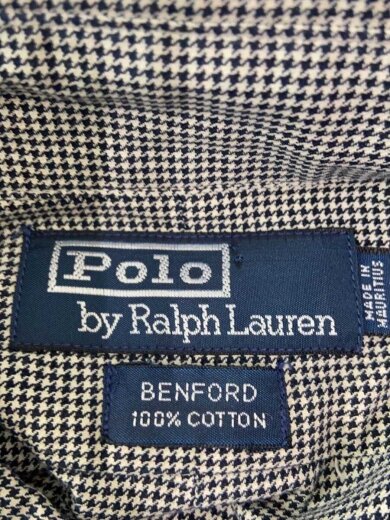 Polo
by Ralph Lauren
MADE IN
MAURITIUS
BENFORD
100% COTTON